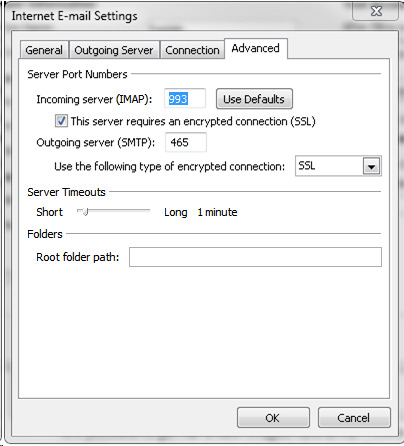 Internet E-mail Settings
General Outgoing Server Connection Advanced
Server Port Numbers
Incoming server (IMAP): 993 Use Defaults
This server requires an encrypted connection (SSL)
Outgoing server (SMTP): 465
Use the following type of encrypted connection: SSL
Server Timeouts
Short Long 1 minute
Folders
Root folder path:
OK Cancel